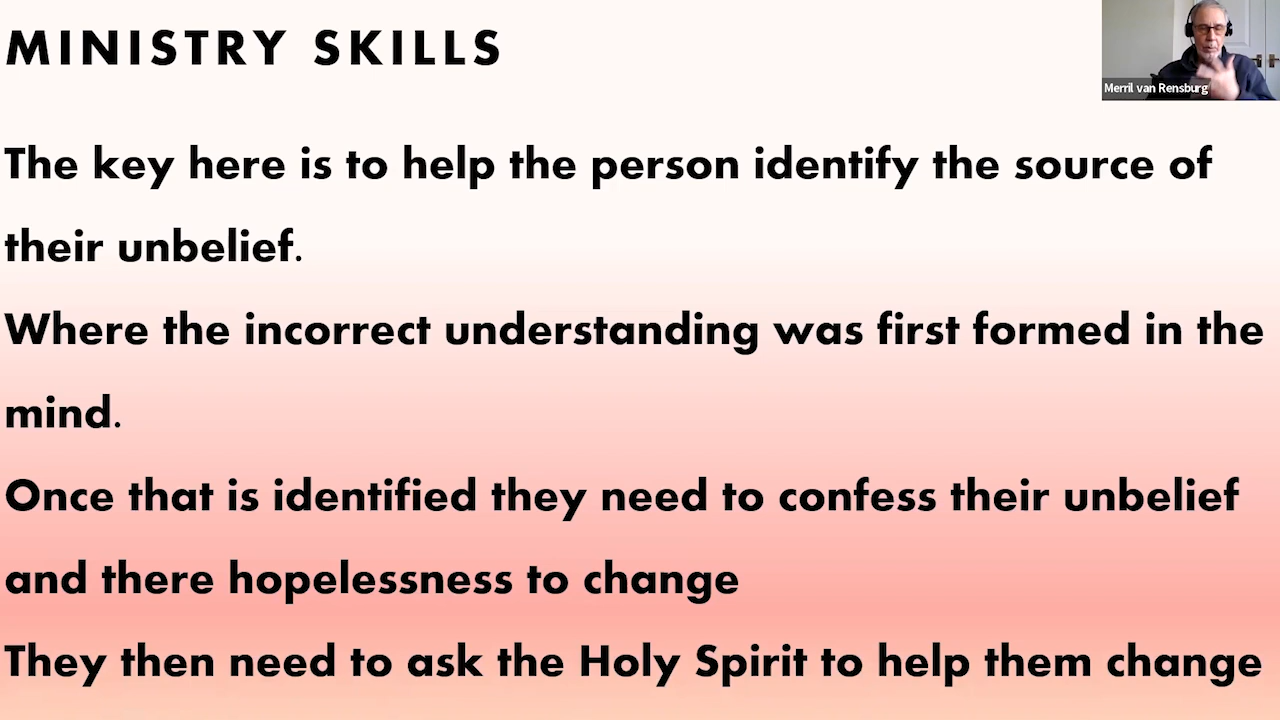 MINISTRY SKILLS
Merril van Rensburg
The key here is to help the person identify the source of
their unbelief.
Where the incorrect understanding was first formed in the
mind.
Once that is identified they need to confess their unbelief
and there hopelessness to change
They then need to ask the Holy Spirit to help them change